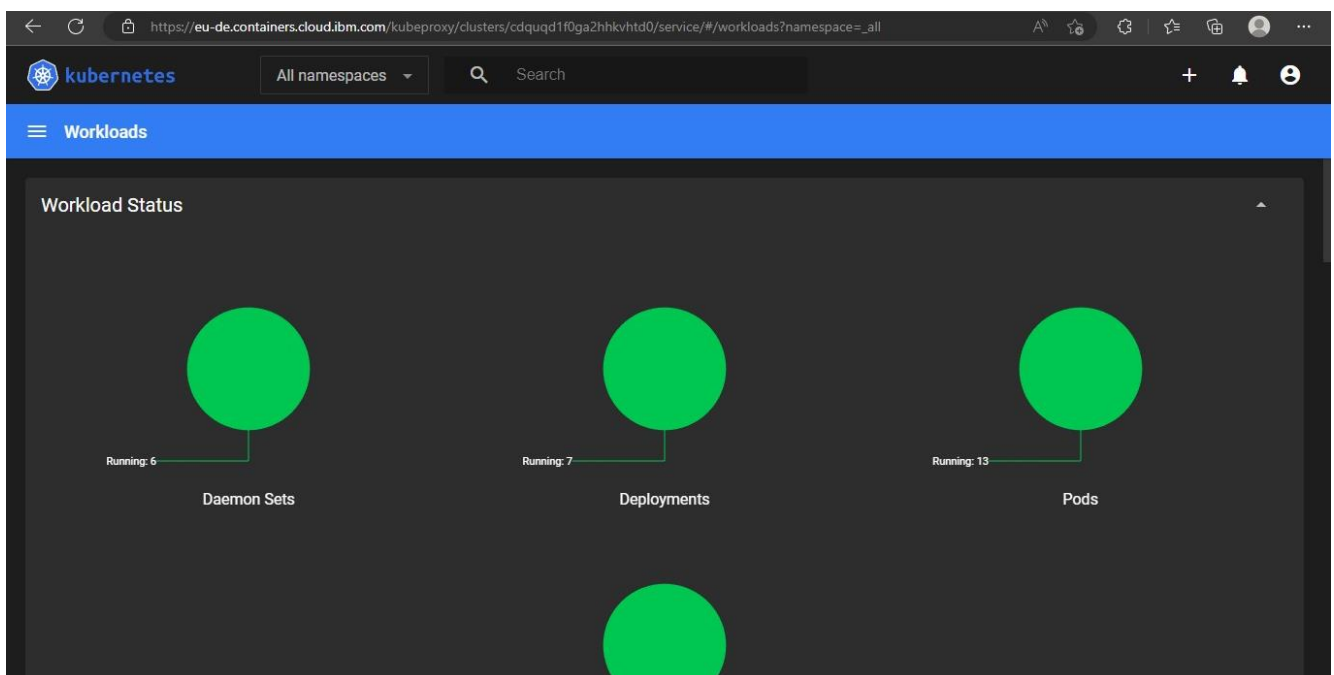 https://eu-de.containers.cloud.ibm.com/kubeproxy/clusters/cdquqd1f0ga2hhkvhtd0/service/#/workloads?namespace=_all
kubernetes All namespaces Search
Workloads
Workload Status
Running: 6 Running: 7 Running: 13
Daemon Sets Deployments Pods